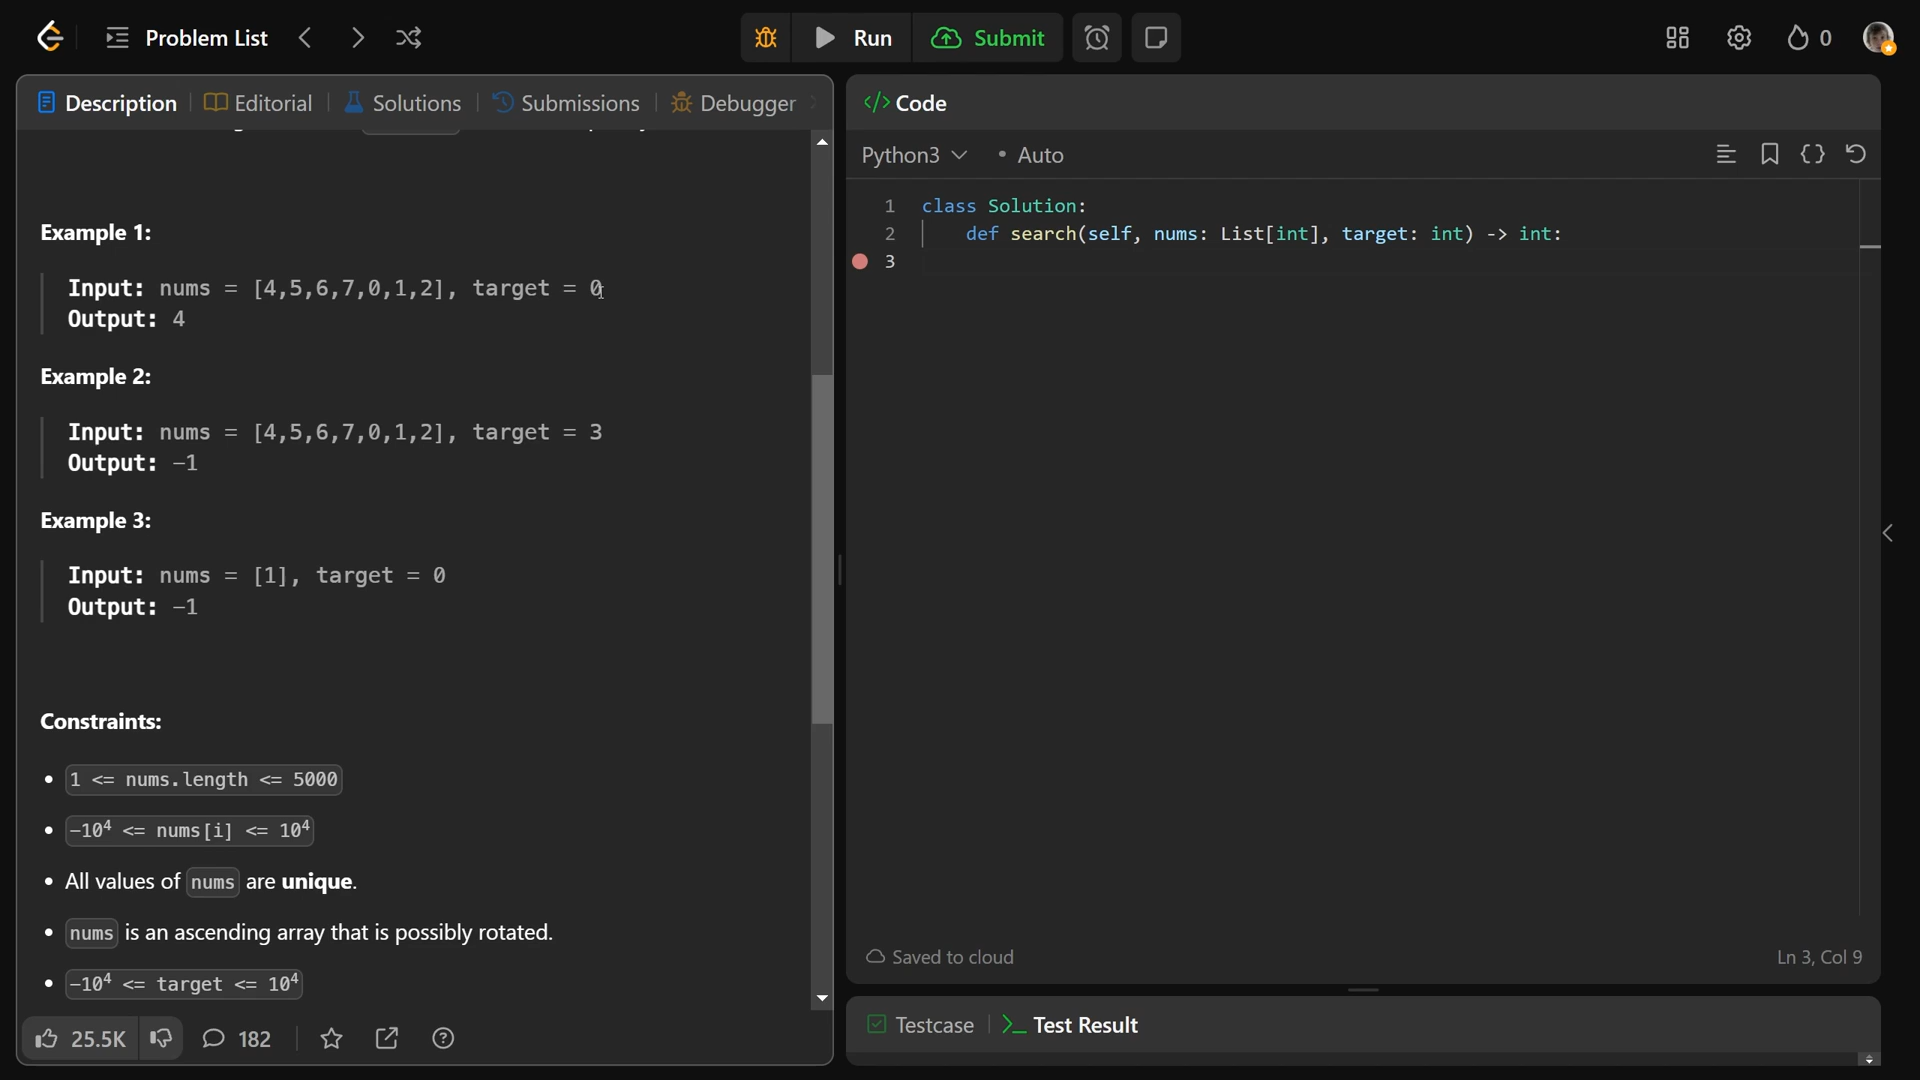 Problem List
Run
Submit
0
Description
Editorial
Solutions
Submissions
Debugger
Example 1:
Input: nums = [4,5,6,7,0,1,2], target = 0
Output: 4
Example 2:
Input: nums = [4,5,6,7,0,1,2], target = 3
Output: -1
Example 3:
Input: nums = [1], target = 0
Output: -1
Constraints:
• 1 <= nums.length <= 5000
• -10⁴ <= nums[i] <= 10⁴
• All values of nums are unique.
• nums is an ascending array that is possibly rotated.
• -10⁴ <= target <= 10⁴
25.5K
182
</> Code
Python3
• Auto
1 class Solution:
2 def search(self, nums: List[int], target: int) -> int:
3
Saved to cloud
Ln 3, Col 9
Testcase
>_ Test Result